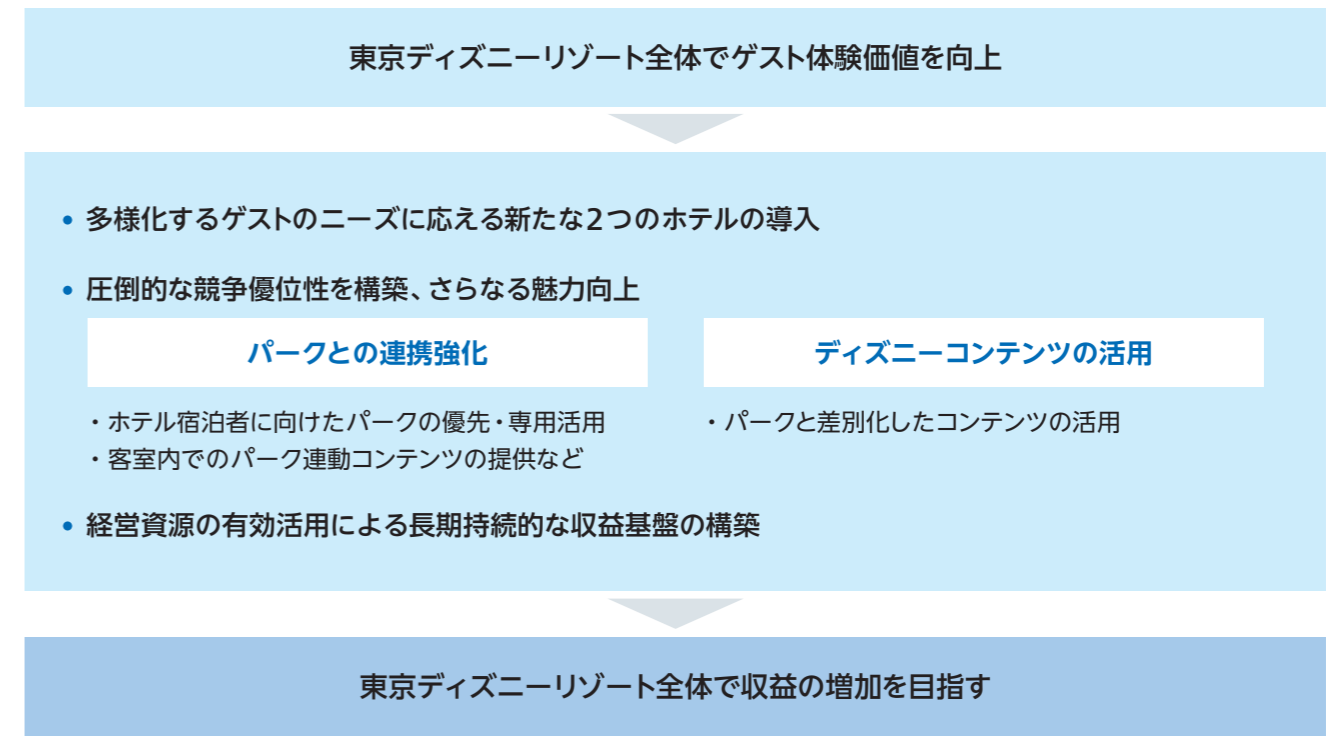 東京ディズニーリゾート全体でゲスト体験価値を向上
• 多様化するゲストのニーズに応える新たな2つのホテルの導入
• 圧倒的な競争優位性を構築、さらなる魅力向上
パークとの連携強化
・ホテル宿泊者に向けたパークの優先・専用活用
・客室内でのパーク連動コンテンツの提供など
ディズニーコンテンツの活用
・パークと差別化したコンテンツの活用
• 経営資源の有効活用による長期持続的な収益基盤の構築
東京ディズニーリゾート全体で収益の増加を目指す